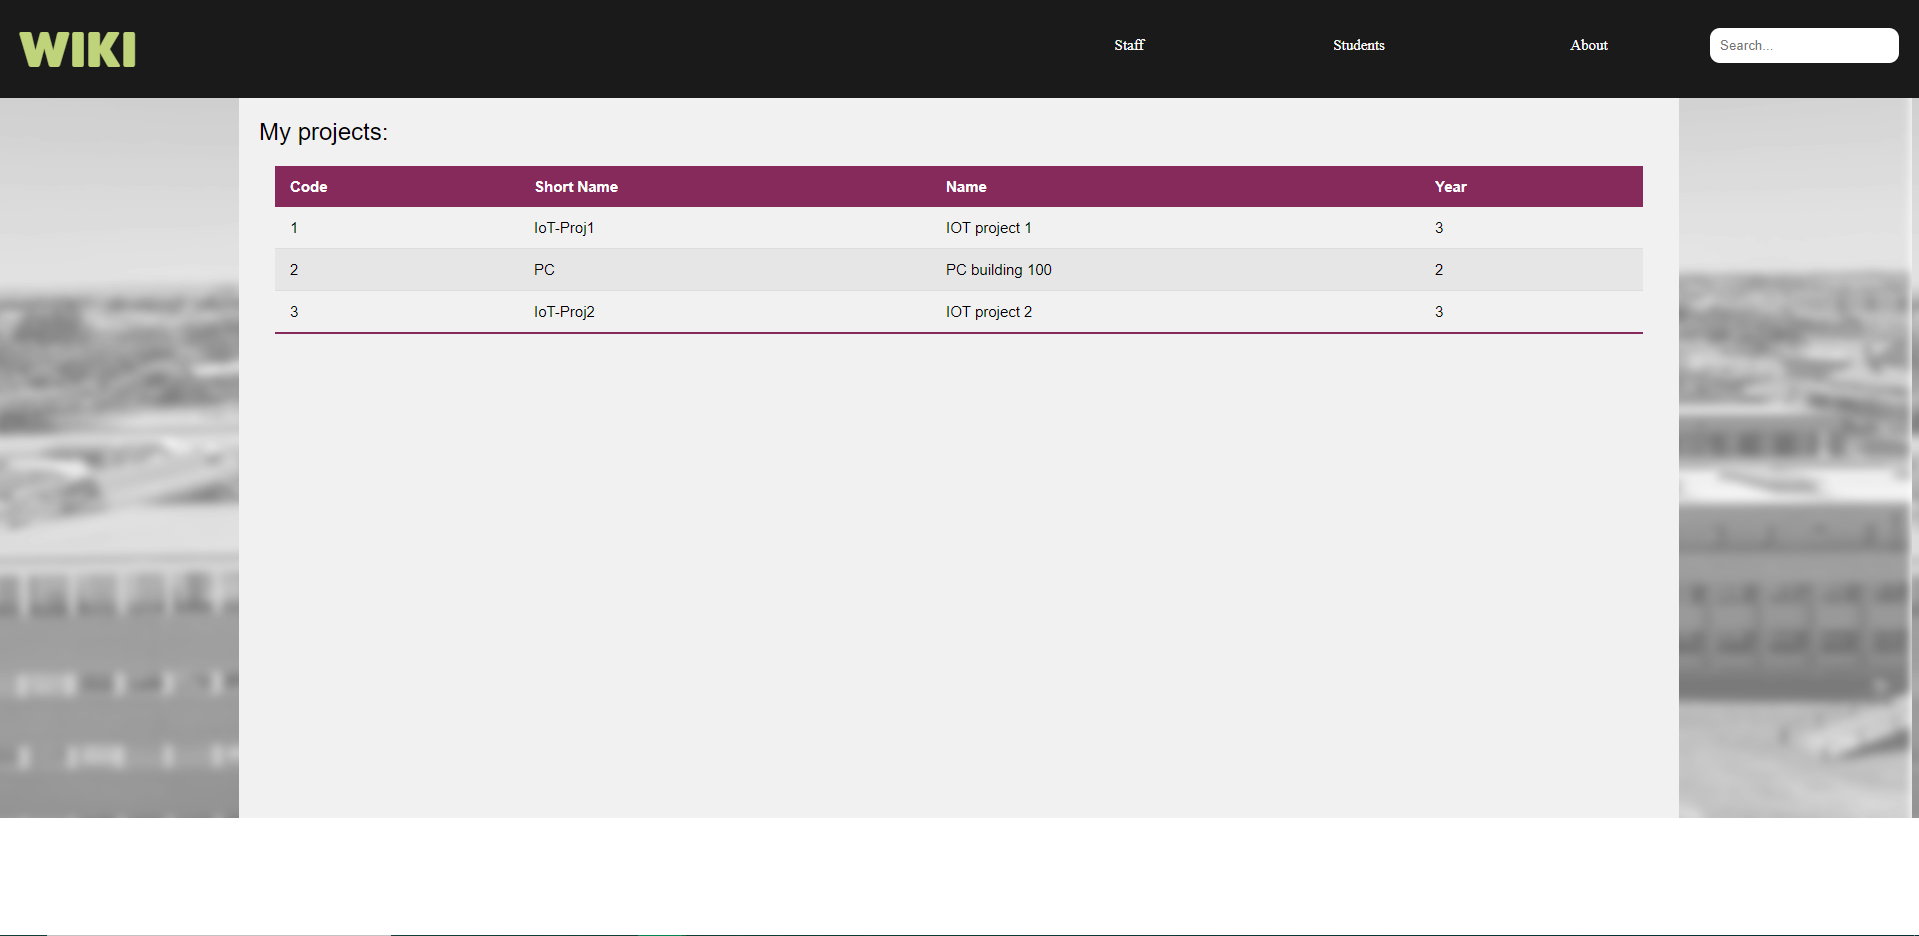 WIKI
Staff Students About Search...
My projects:
Code Short Name Name Year
1 IoT-Proj1 IOT project 1 3
2 PC PC building 100 2
3 IoT-Proj2 IOT project 2 3